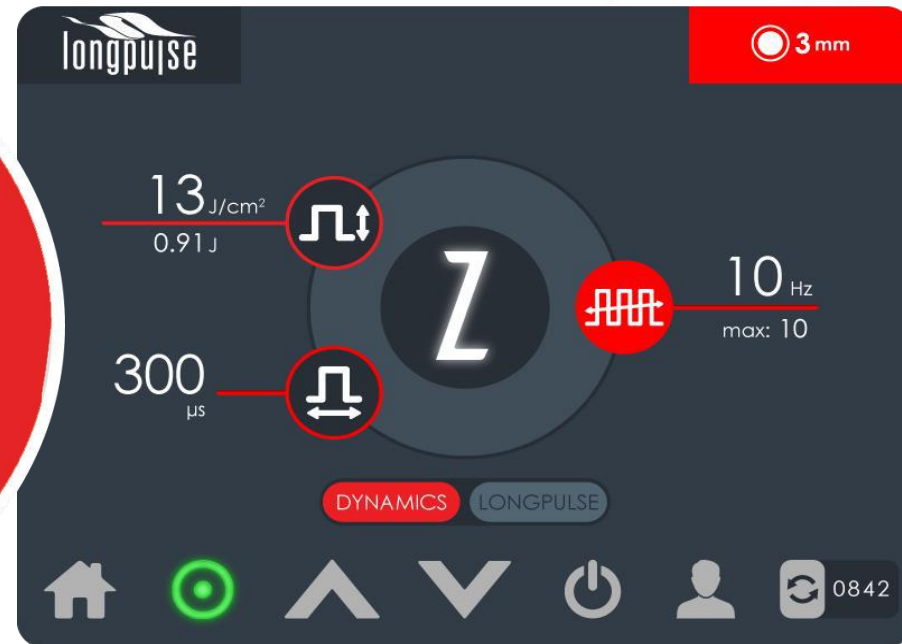 longpulse
3 mm
13 J/cm²
0.91 J
10 Hz
max: 10
Z
300
µs
DYNAMICS LONGPULSE
0842